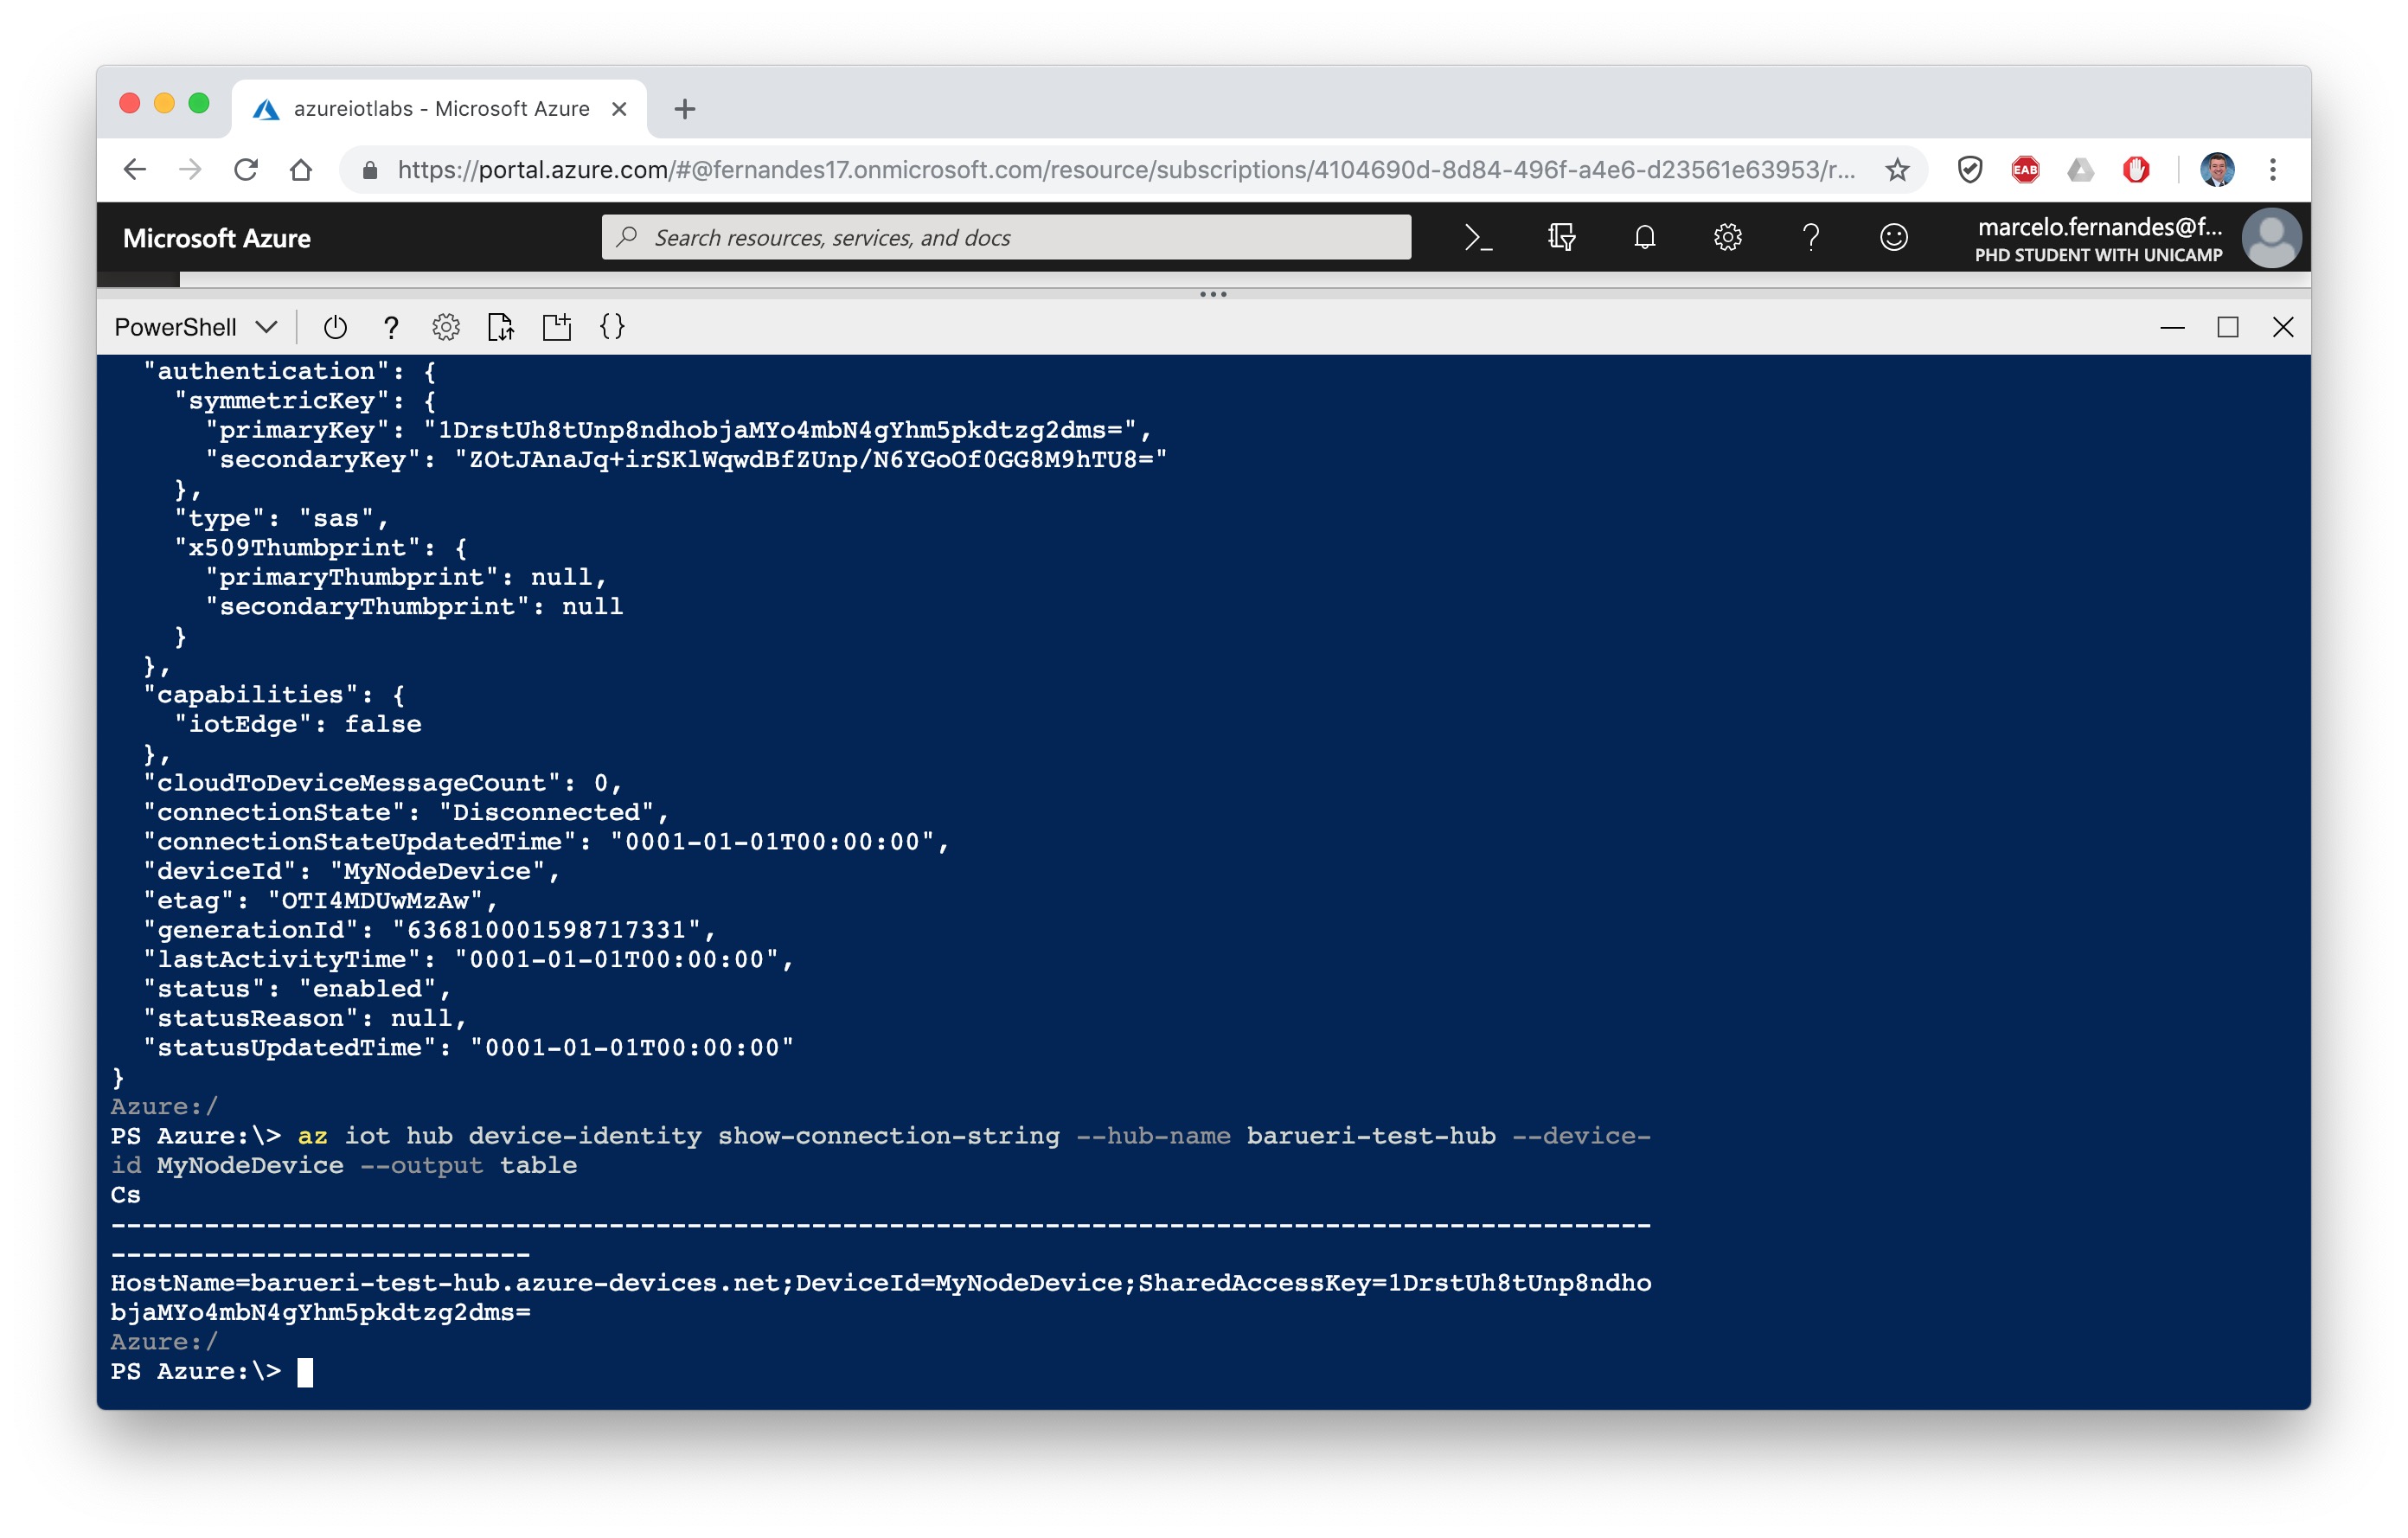 azureiotlabs - Microsoft Azure
https://portal.azure.com/#@fernandes17.onmicrosoft.com/resource/subscriptions/4104690d-8d84-496f-a4e6-d23561e63953/r...
EAB
Microsoft Azure
Search resources, services, and docs
marcelo.fernandes@f...
PHD STUDENT WITH UNICAMP
PowerShell
"authentication": {
"symmetricKey": {
"primaryKey": "1DrstUh8tUnp8ndhobjaMYo4mbN4gYhm5pkdtzg2dms=",
"secondaryKey": "ZOtJAnaJq+irSKlWqwdBfZUnp/N6YGoOf0GG8M9hTU8="
},
"type": "sas",
"x509Thumbprint": {
"primaryThumbprint": null,
"secondaryThumbprint": null
}
},
"capabilities": {
"iotEdge": false
},
"cloudToDeviceMessageCount": 0,
"connectionState": "Disconnected",
"connectionStateUpdatedTime": "0001-01-01T00:00:00",
"deviceId": "MyNodeDevice",
"etag": "OTI4MDUwMzAw",
"generationId": "636810001598717331",
"lastActivityTime": "0001-01-01T00:00:00",
"status": "enabled",
"statusReason": null,
"statusUpdatedTime": "0001-01-01T00:00:00"
}
Azure:/
PS Azure:\> az iot hub device-identity show-connection-string --hub-name barueri-test-hub --device-
id MyNodeDevice --output table
Cs
---------------------------------------------------------------------------------------------------
---------------------------
HostName=barueri-test-hub.azure-devices.net;DeviceId=MyNodeDevice;SharedAccessKey=1DrstUh8tUnp8ndho
bjaMYo4mbN4gYhm5pkdtzg2dms=
Azure:/
PS Azure:\>